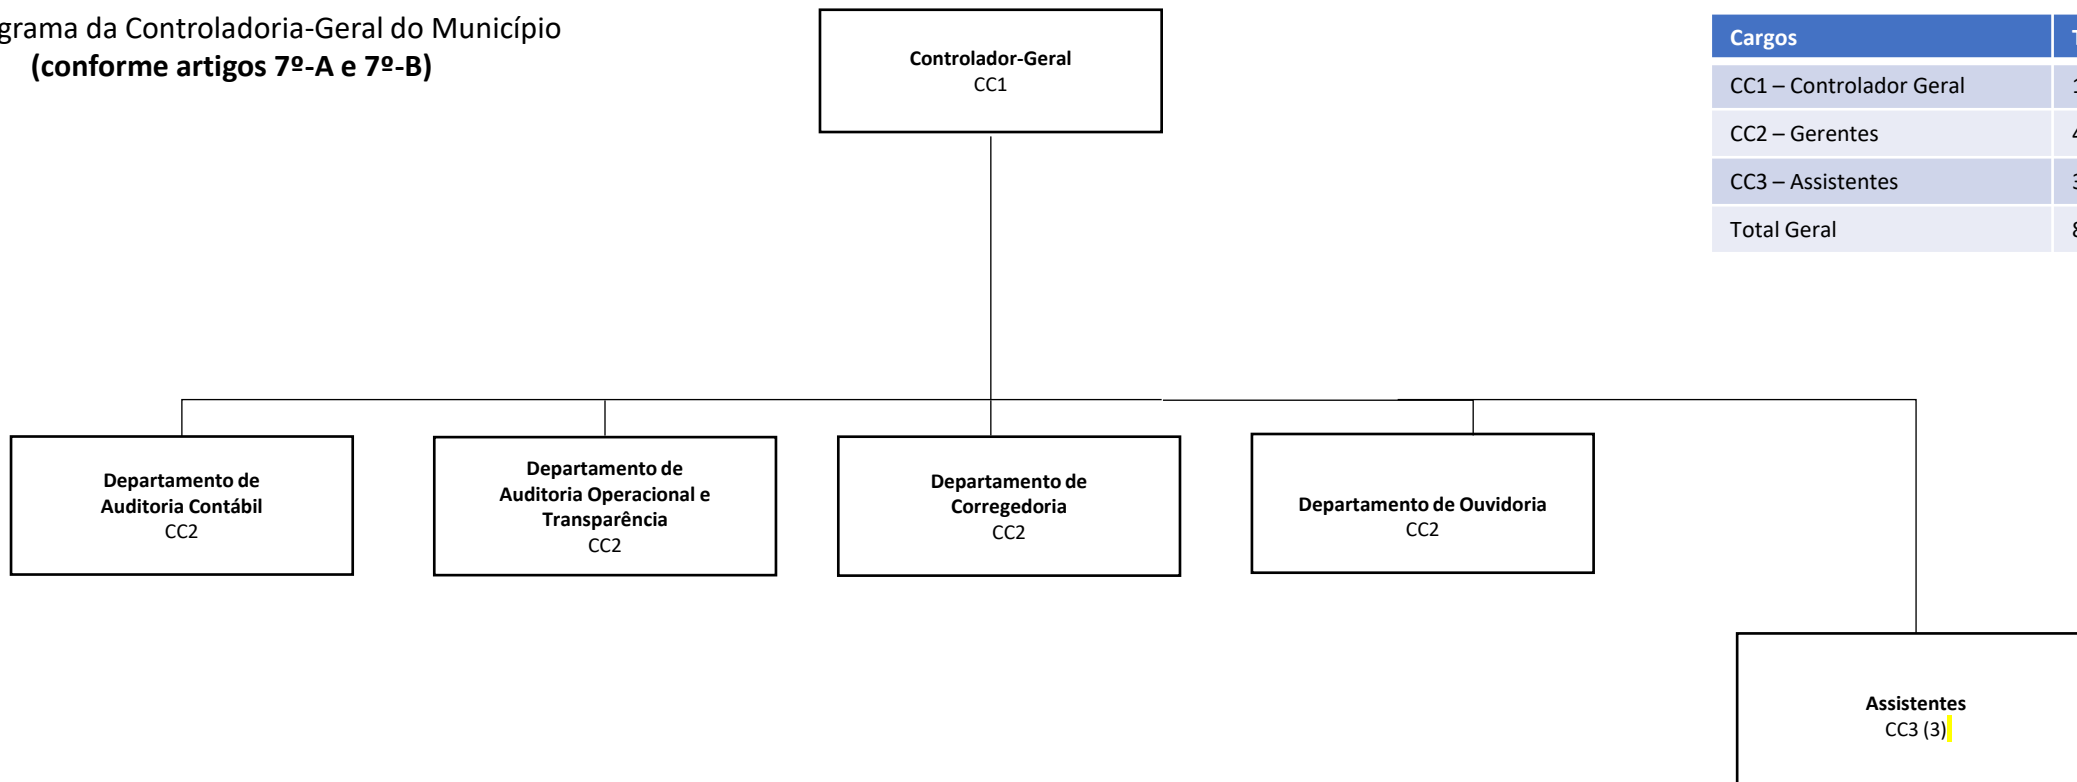 grama da Controladoria-Geral do Município
(conforme artigos 7º-A e 7º-B)
Controlador-Geral
CC1
Cargos
CC1 – Controlador Geral
CC2 – Gerentes
CC3 – Assistentes
Total Geral
Departamento de
Auditoria Contábil
CC2
Departamento de
Auditoria Operacional e
Transparência
CC2
Departamento de
Corregedoria
CC2
Departamento de Ouvidoria
CC2
Assistentes
CC3 (3)